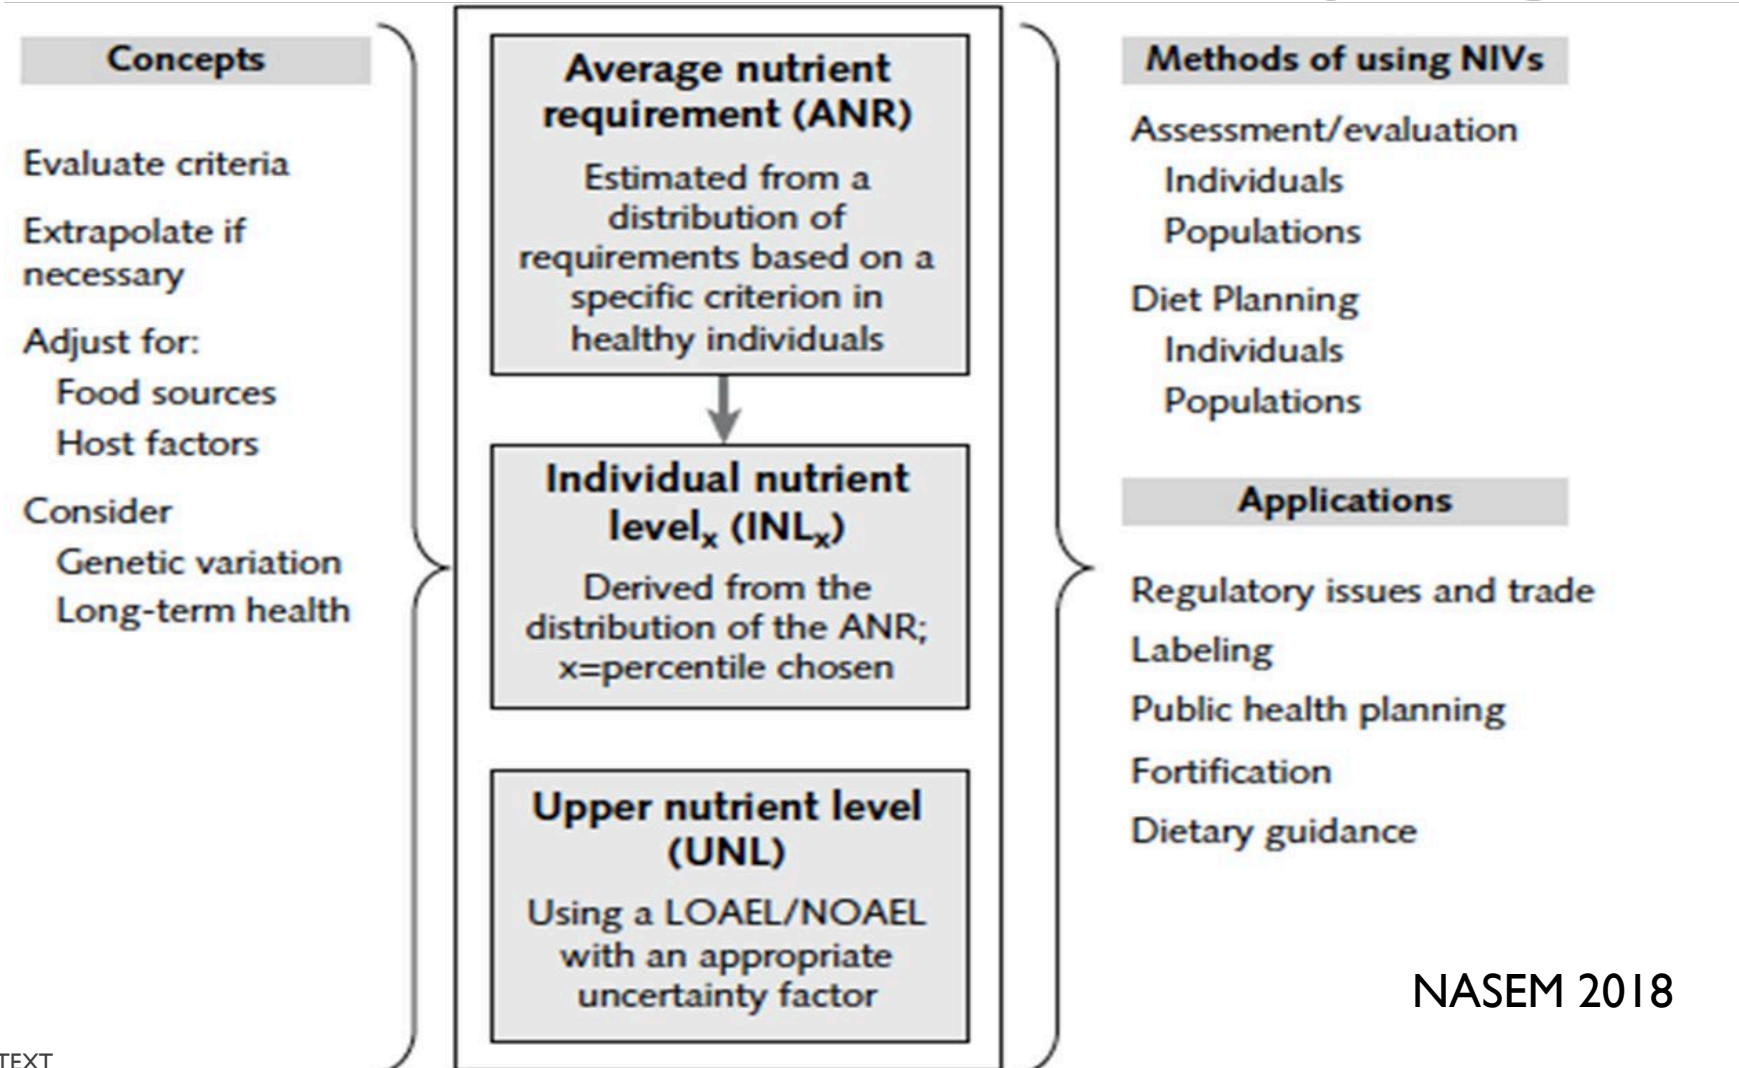 Concepts
Evaluate criteria
Extrapolate if
necessary
Adjust for:
Food sources
Host factors
Consider
Genetic variation
Long-term health
Average nutrient
requirement (ANR)
Estimated from a
distribution of
requirements based on a
specific criterion in
healthy individuals
Individual nutrient
levelₓ (INLₓ)
Derived from the
distribution of the ANR;
x=percentile chosen
Upper nutrient level
(UNL)
Using a LOAEL/NOAEL
with an appropriate
uncertainty factor
Methods of using NIVs
Assessment/evaluation
Individuals
Populations
Diet Planning
Individuals
Populations
Applications
Regulatory issues and trade
Labeling
Public health planning
Fortification
Dietary guidance
NASEM 2018
TEXT